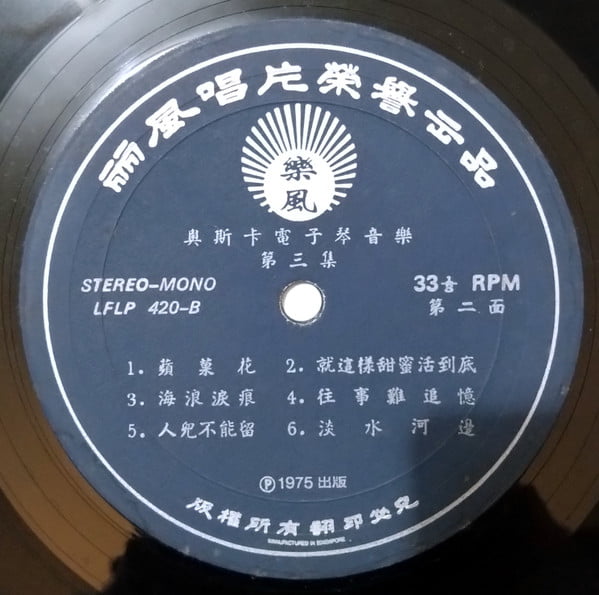 丽風唱片榮譽出品
樂風
奥斯卡電子琴音樂
第三集
STEREO-MONO 33⅓ RPM
LFLP 420-B 第二面
1. 蘋菓花 2. 就這樣甜蜜活到底
3. 海浪淚痕 4. 往事難追憶
5. 人兒不能留 6. 淡水河邊
Ⓟ 1975 出版
版權所有翻印必究
MANUFACTURED IN SINGAPORE